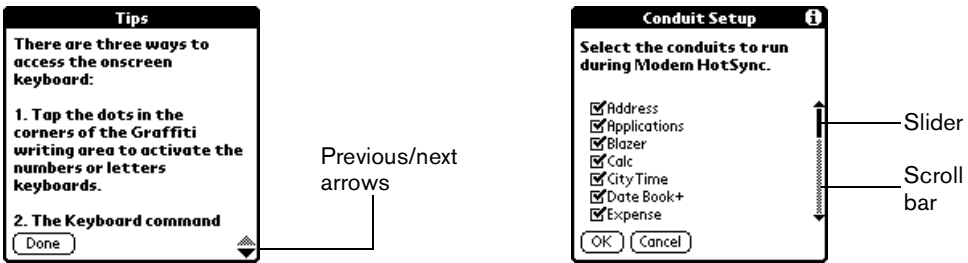 Tips
There are three ways to
access the onscreen
keyboard:
1. Tap the dots in the
corners of the Graffiti
writing area to activate the
numbers or letters
keyboards.
2. The Keyboard command
Done
Previous/next
arrows
Conduit Setup
i
Select the conduits to run
during Modem HotSync.
Address
Applications
Blazer
Calc
CityTime
Date Book+
Expense
OK
Cancel
Slider
Scroll
bar